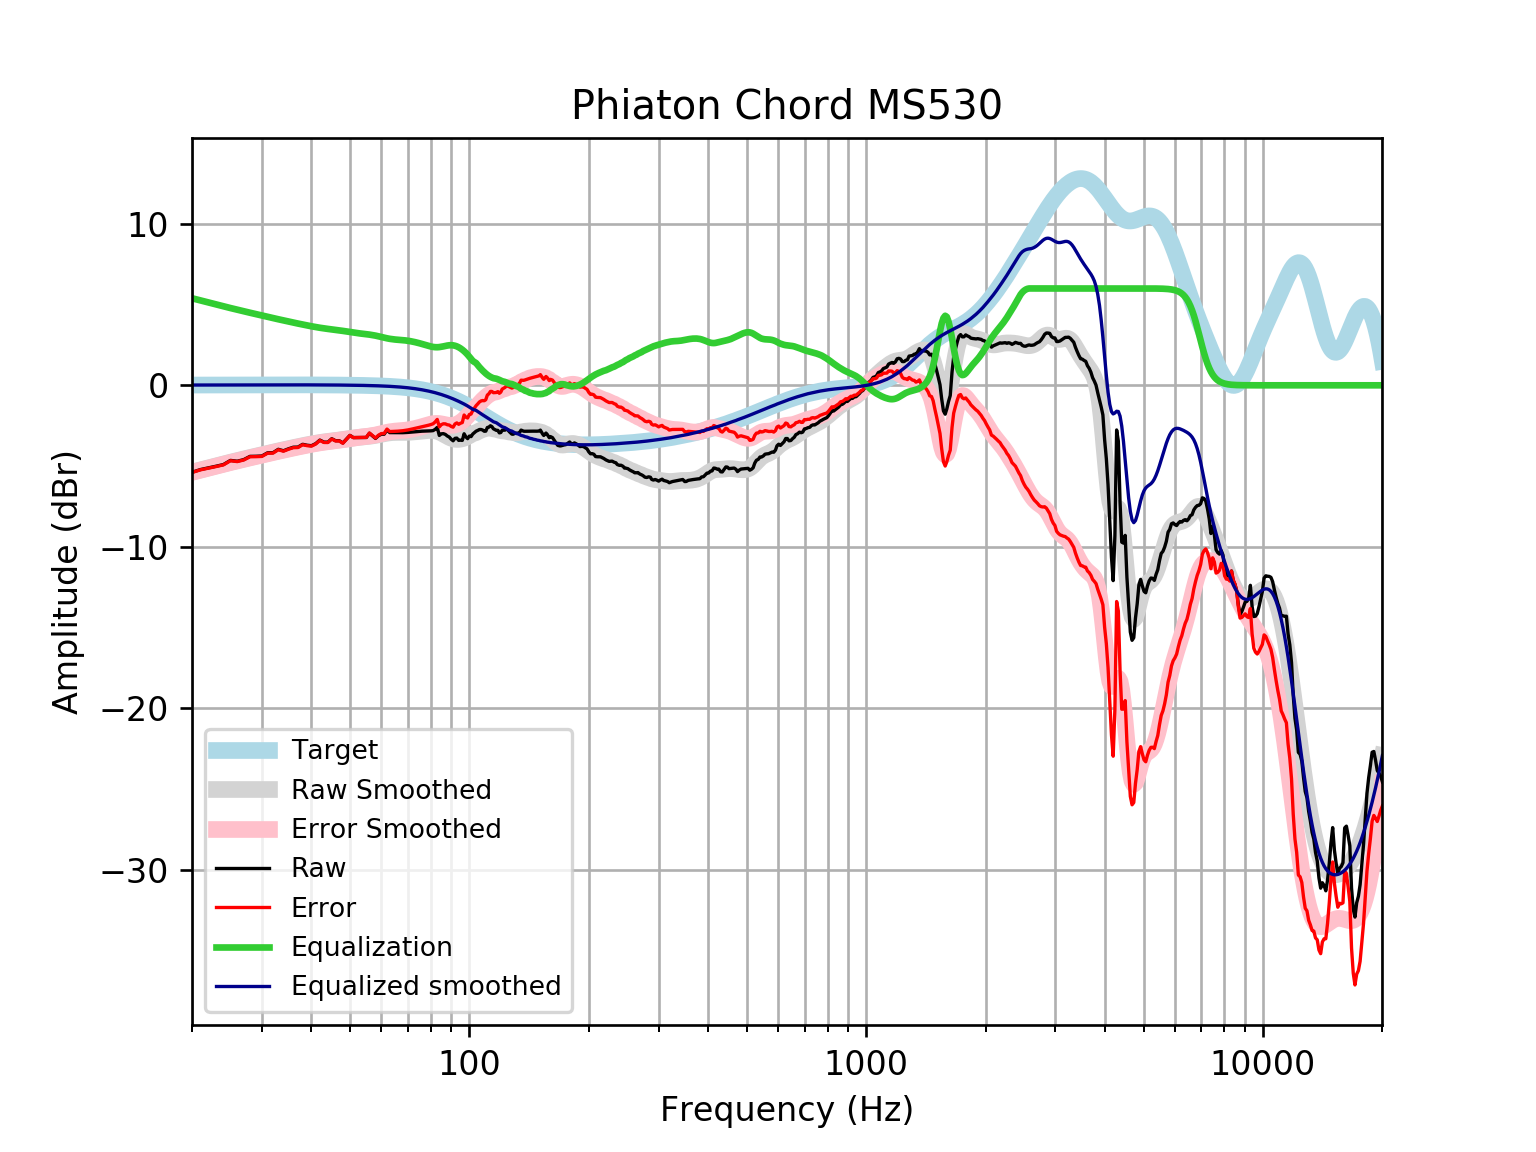 Phiaton Chord MS530
Amplitude (dBr)
10
0
−10
−20
−30
Target
Raw Smoothed
Error Smoothed
Raw
Error
Equalization
Equalized smoothed
100
1000
10000
Frequency (Hz)